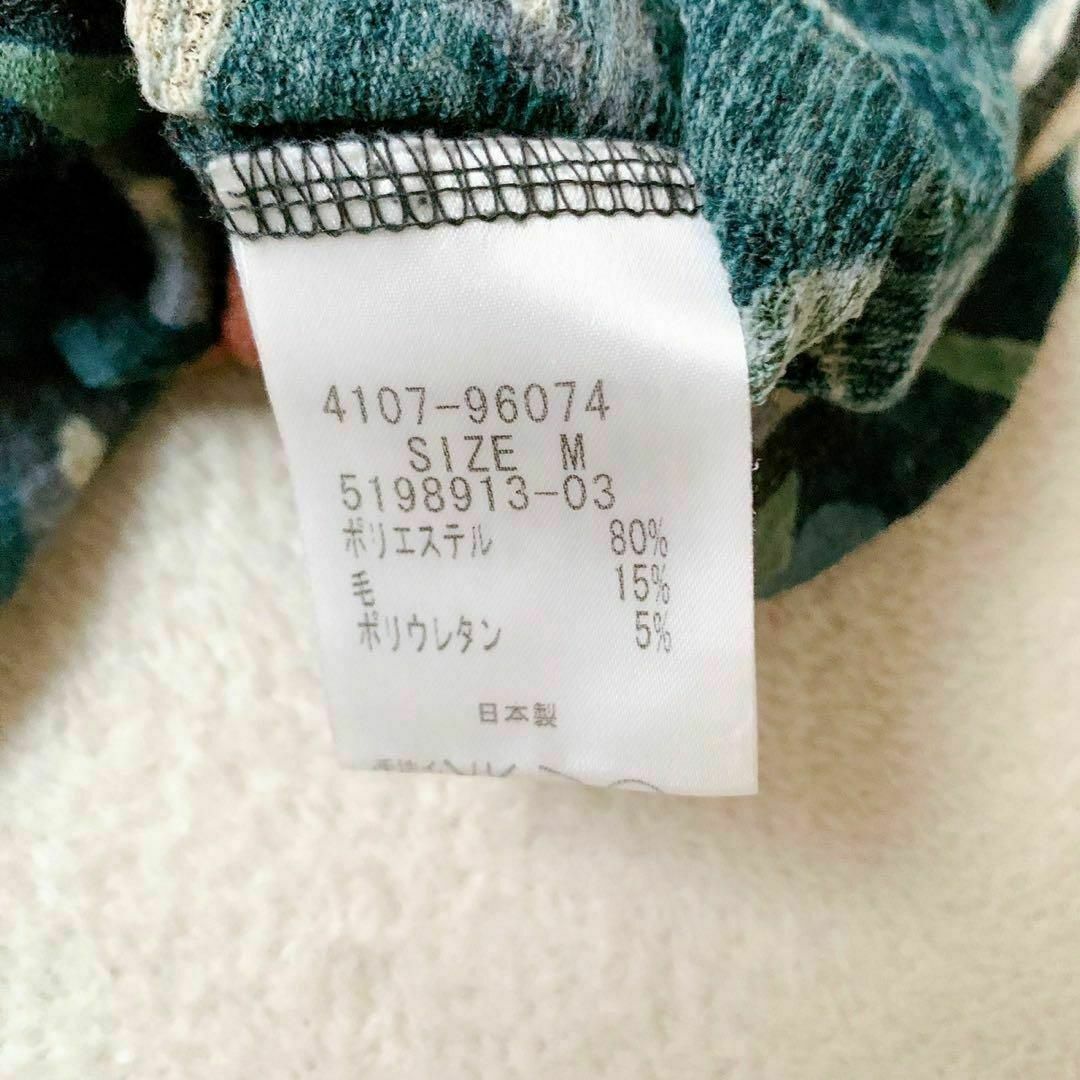 4107-96074
SIZE M
5198913-03
ポリエステル 80%
毛 15%
ポリウレタン 5%
日本製